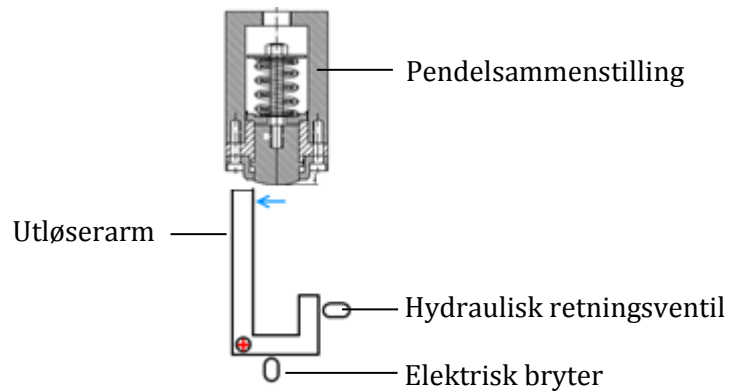 Pendelsammenstilling
Utløserarm
Hydraulisk retningsventil
Elektrisk bryter